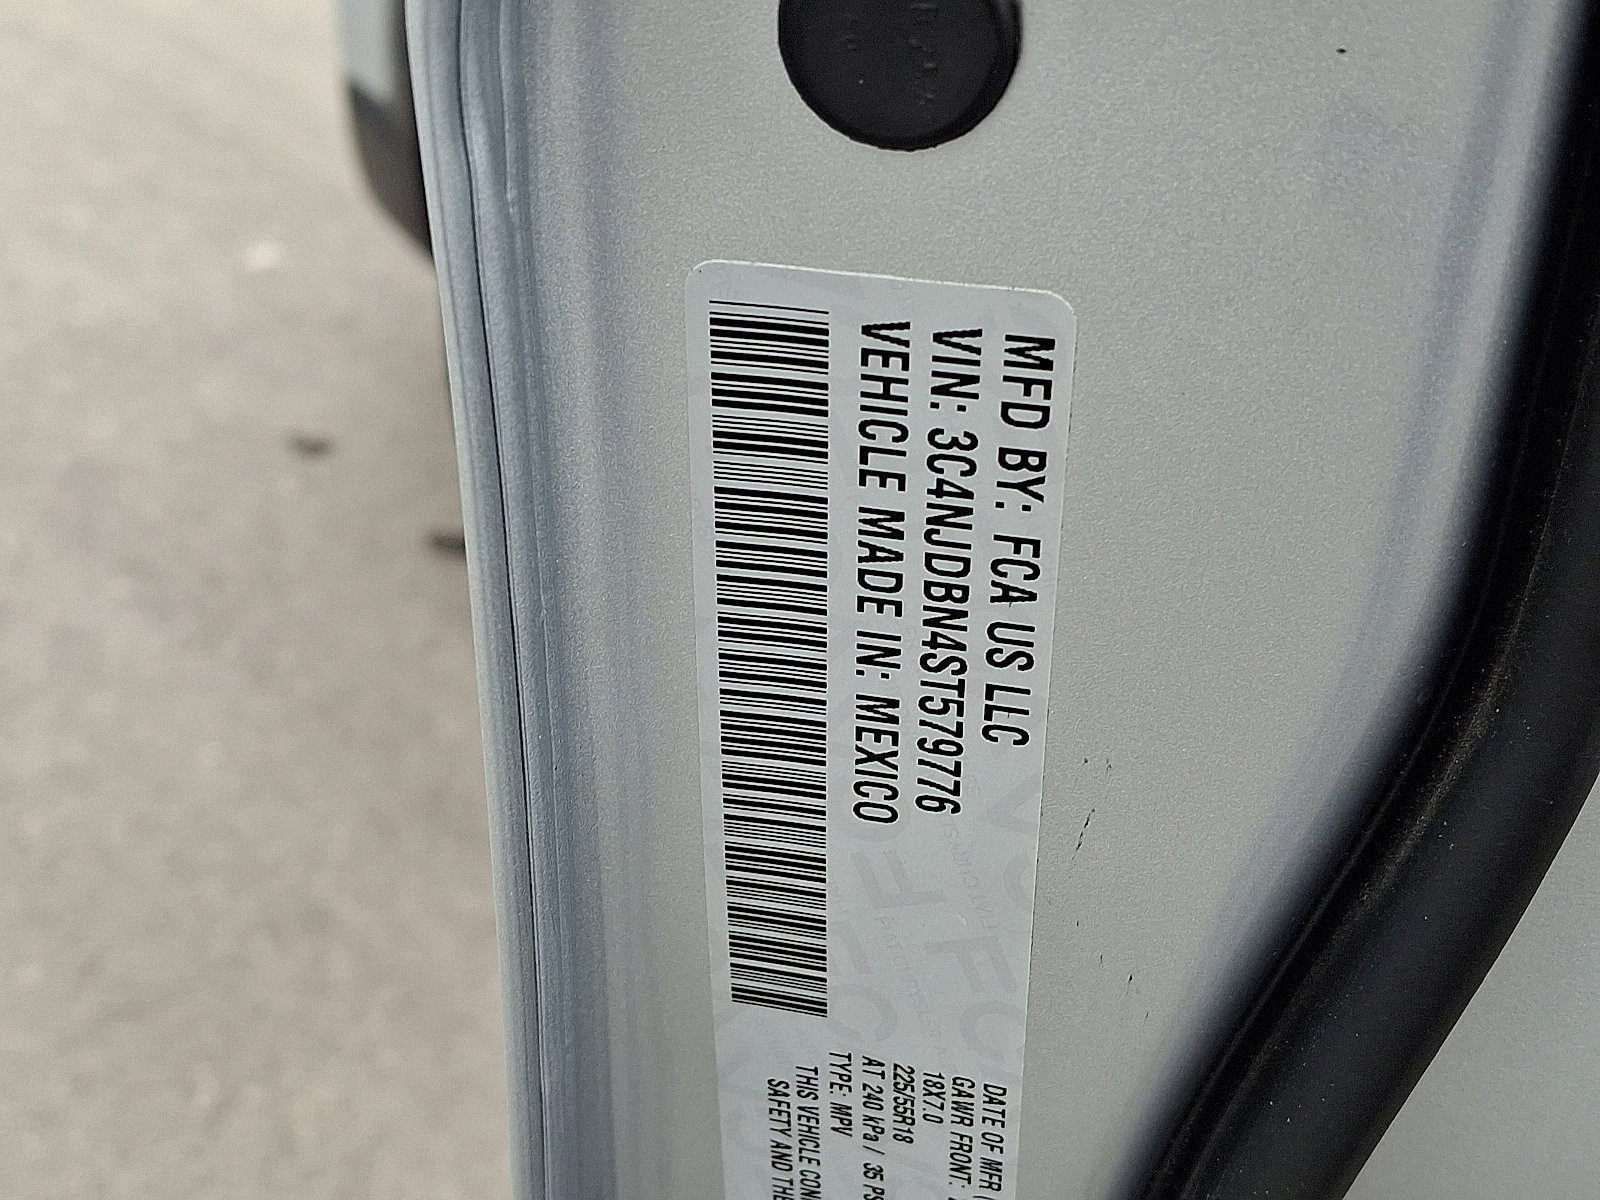 MFD BY: FCA US LLC
VIN: 3C4NJDBN4ST579776
VEHICLE MADE IN: MEXICO
DATE OF MFR
GAWR FRONT:
18X7.0
225/55R18
AT 240 kPa / 35 PS
TYPE: MPV
THIS VEHICLE CON
SAFETY AND THE